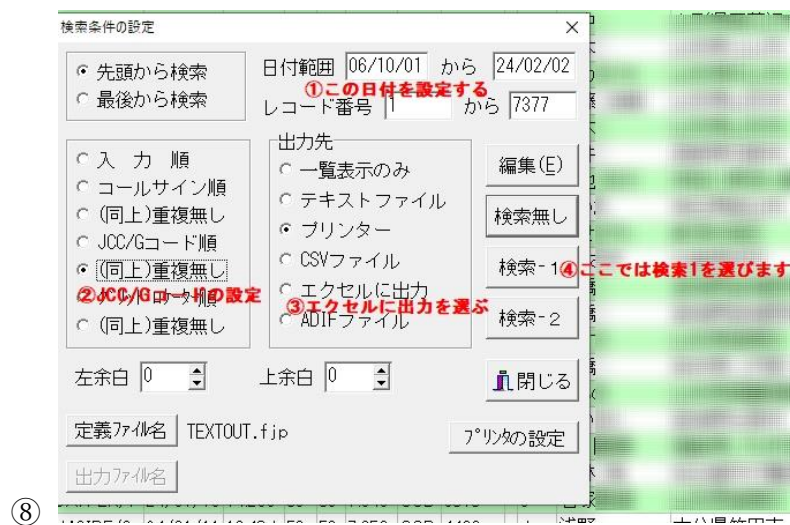 検索条件の設定
先頭から検索
最後から検索
日付範囲 06/10/01 から 24/02/02
①この日付を設定する
レコード番号 1 から 7377
入 力 順
コールサイン順
(同上)重複無し
JCC/Gコード順
(同上)重複無し
②JCC/Gコードの設定
(同上)重複無し
出力先
一覧表示のみ
テキストファイル
プリンター
CSVファイル
エクセルに出力
③エクセルに出力を選ぶ
ADIFファイル
編集(E)
検索無し
検索-1
④ここでは検索1を選びます
検索-2
左余白 0
上余白 0
閉じる
定義ファイル名 TEXTOUT.fjp
プリンタの設定
出力ファイル名
⑧